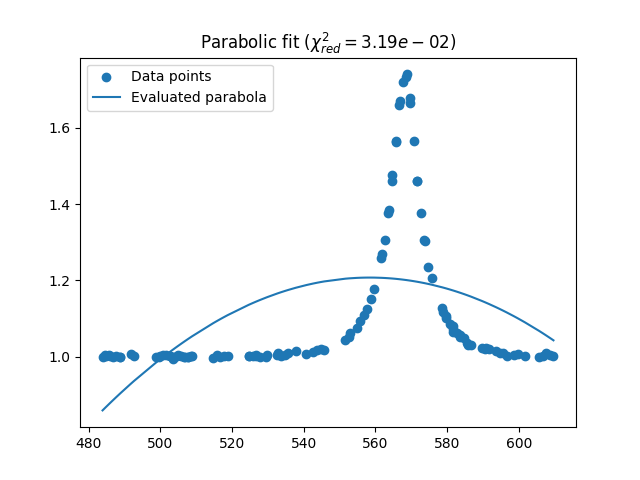 Parabolic fit (χ²red = 3.19e − 02)
Data points
Evaluated parabola
1.6
1.4
1.2
1.0
480 500 520 540 560 580 600